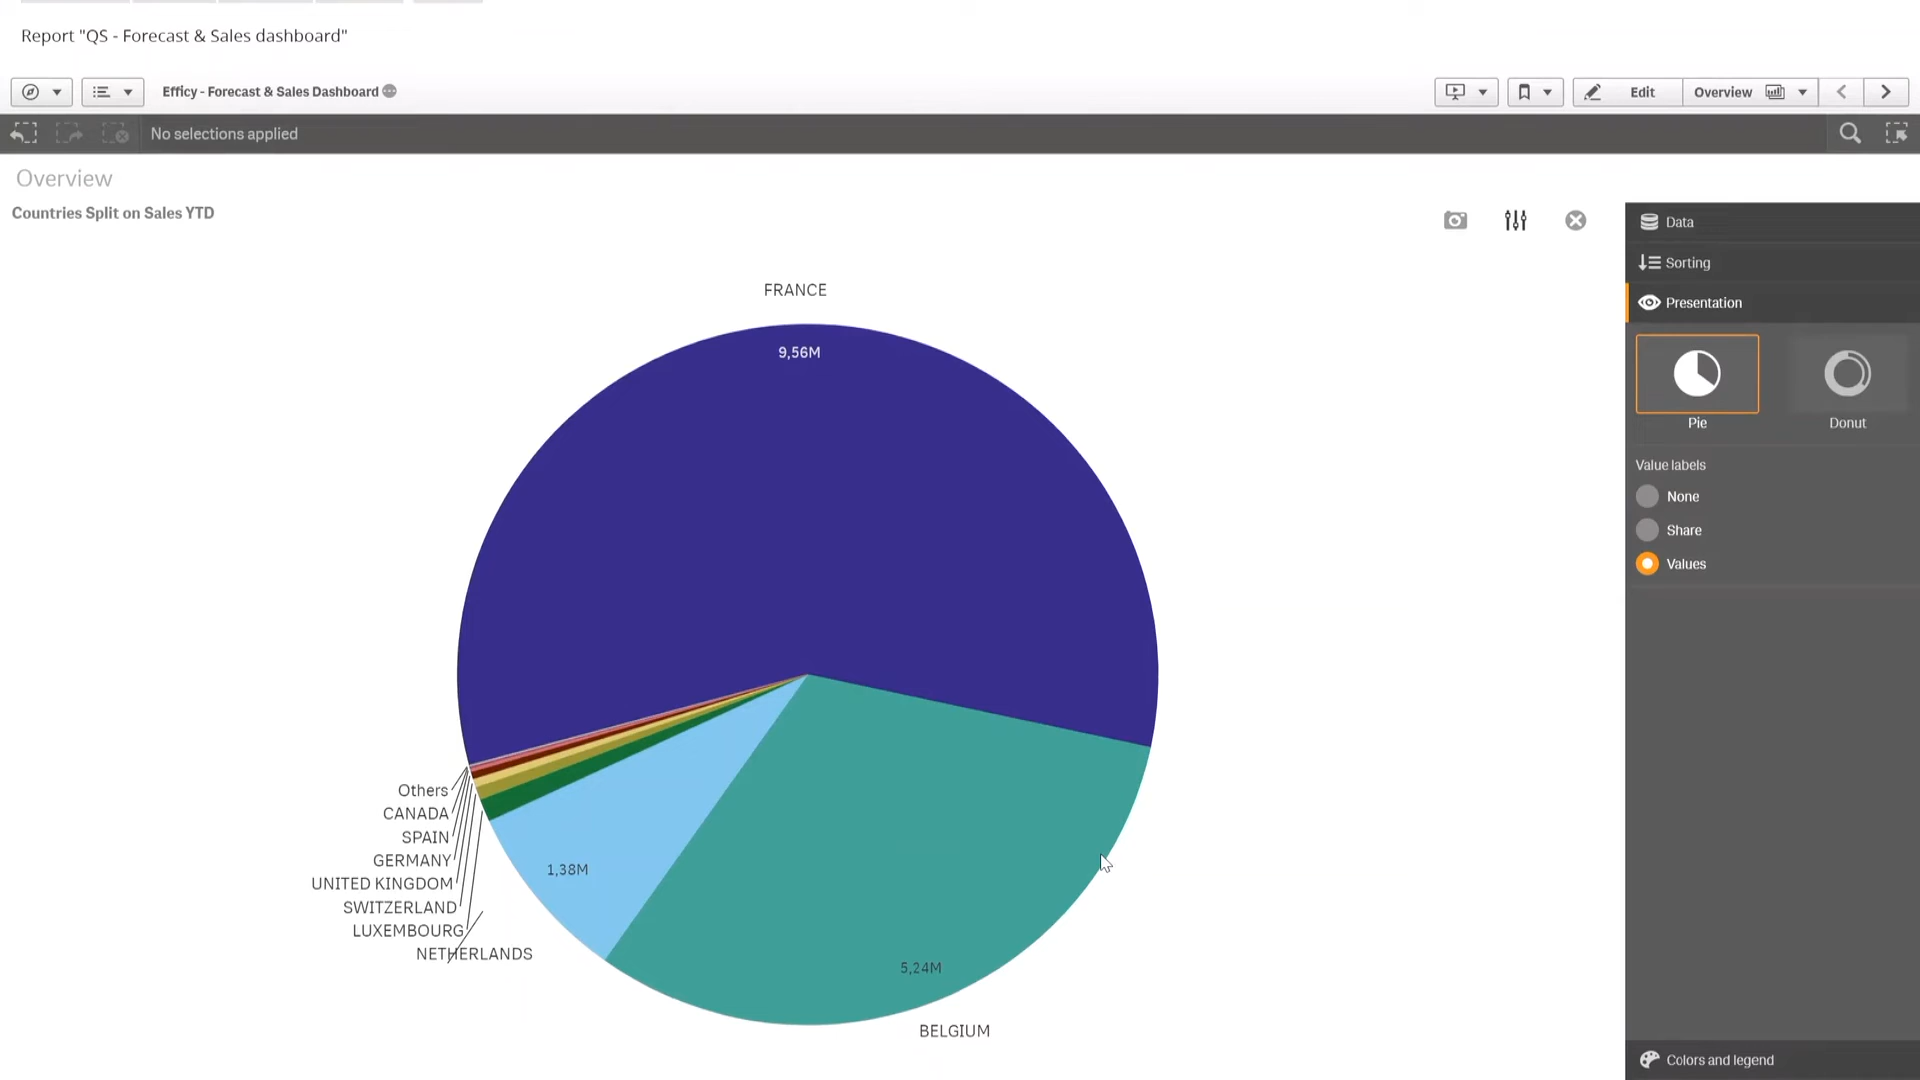 Report "QS - Forecast & Sales dashboard"
Efficy - Forecast & Sales Dashboard
Edit
Overview
No selections applied
Overview
Countries Split on Sales YTD
Data
Sorting
Presentation
Pie
Donut
Value labels
None
Share
Values
FRANCE
9,56M
Others
CANADA
SPAIN
GERMANY
UNITED KINGDOM
SWITZERLAND
LUXEMBOURG
NETHERLANDS
1,38M
5,24M
BELGIUM
Colors and legend